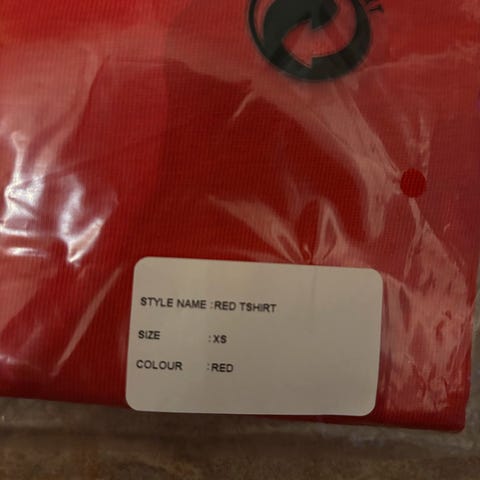 STYLE NAME :RED TSHIRT
SIZE :XS
COLOUR :RED